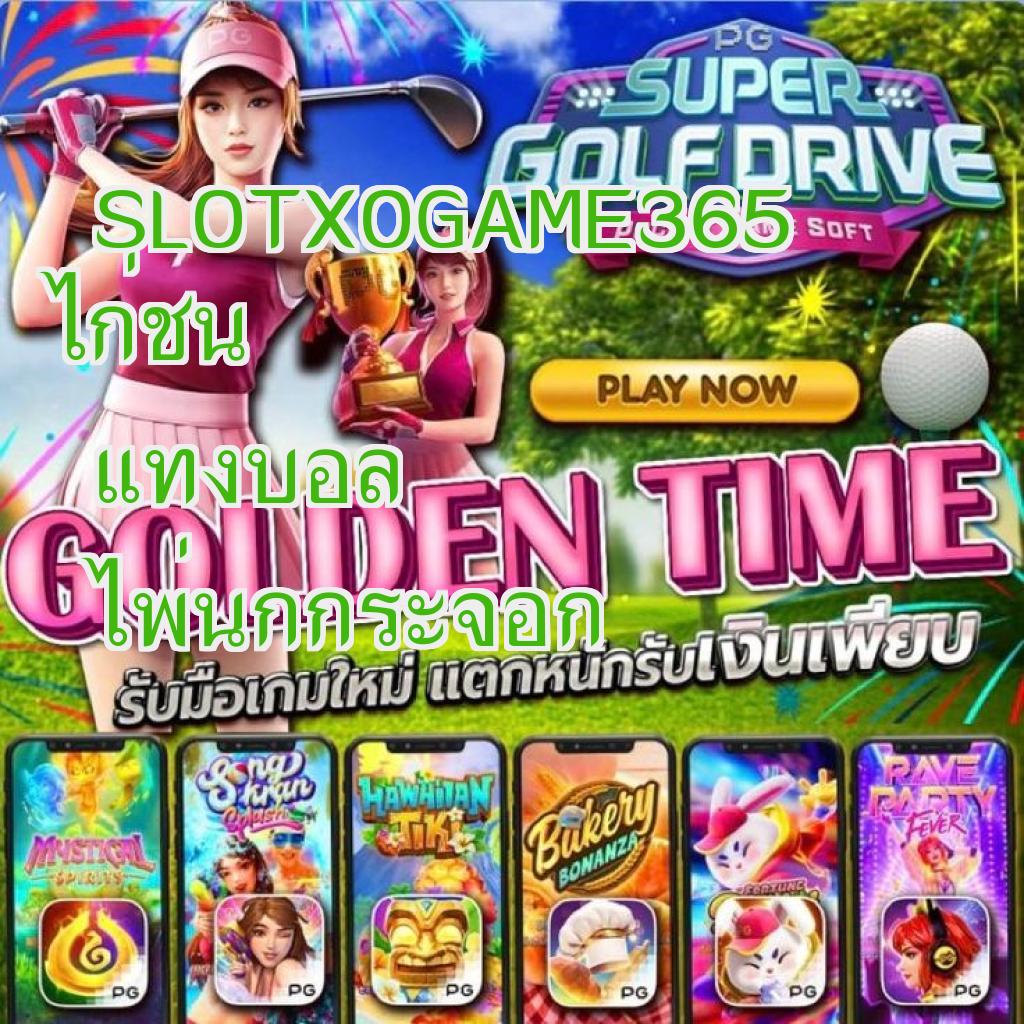 PG
SUPER
GOLF DRIVE
SLOTXOGAME365
SOFT
ไก่ชน
PLAY NOW
แทงบอล
GOLDEN TIME
ไพ่นกกระจอก
รับมือเกมใหม่ แตกหนักรับเงินเพียบ
MYSTICAL
SPIRITS
Songkran
Splash
HAWAIIAN
TIKI
Bakery
BONANZA
FORTUNE
RAVE
PARTY
FEVER
PG
PG
PG
PG
PG
PG